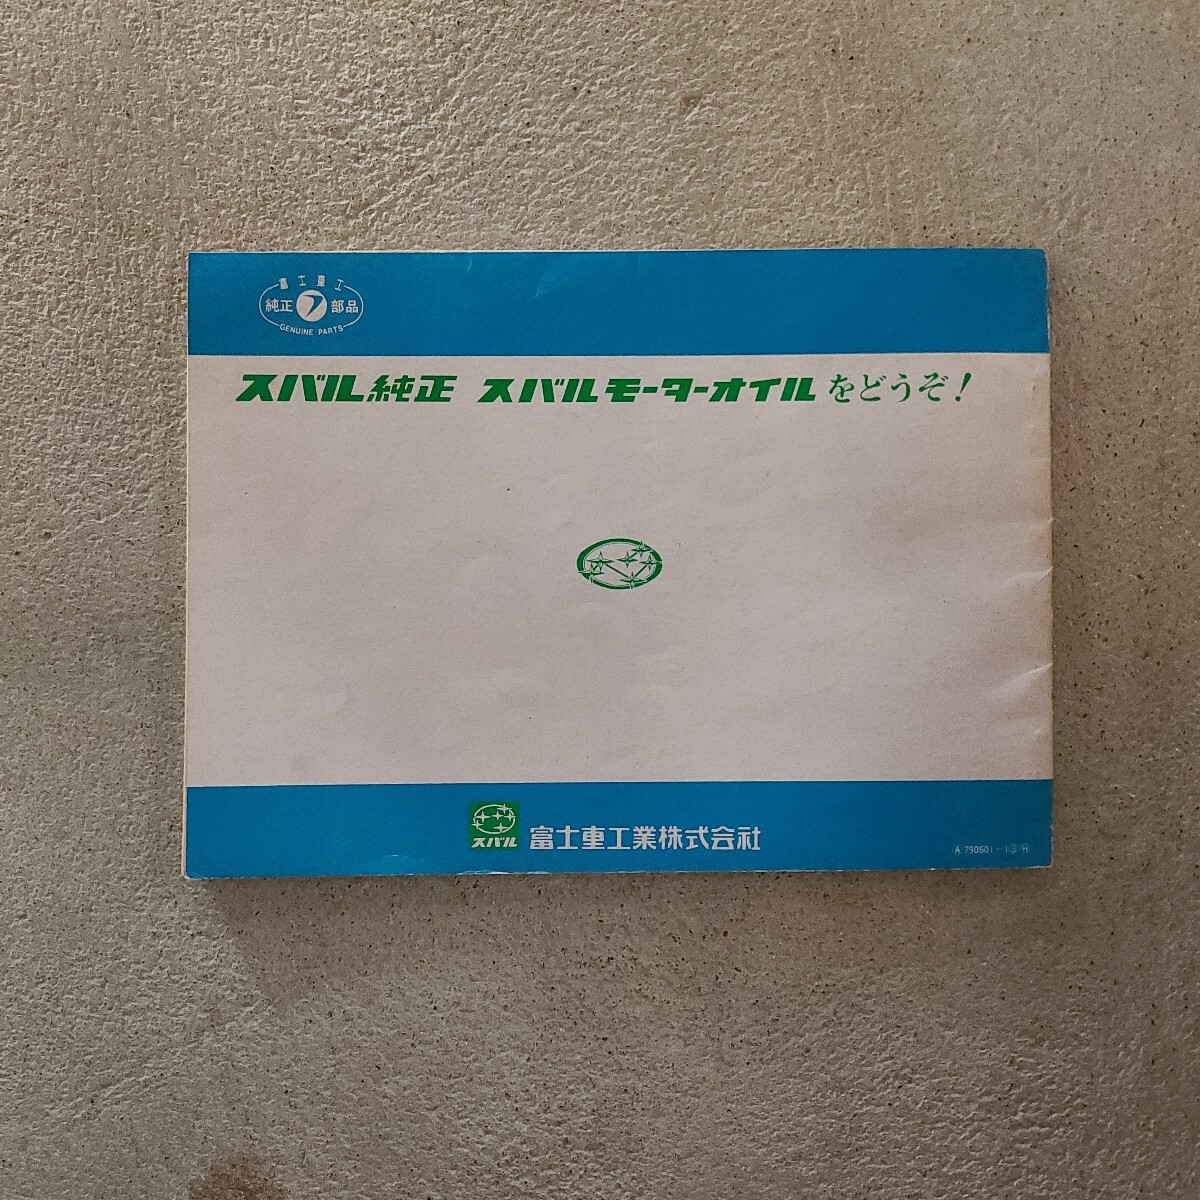 富士重工
純正 部品
GENUINE PARTS
スバル純正 スバルモーターオイルをどうぞ!
スバル
富士重工業株式会社
A 790601-1ⓈⒽ